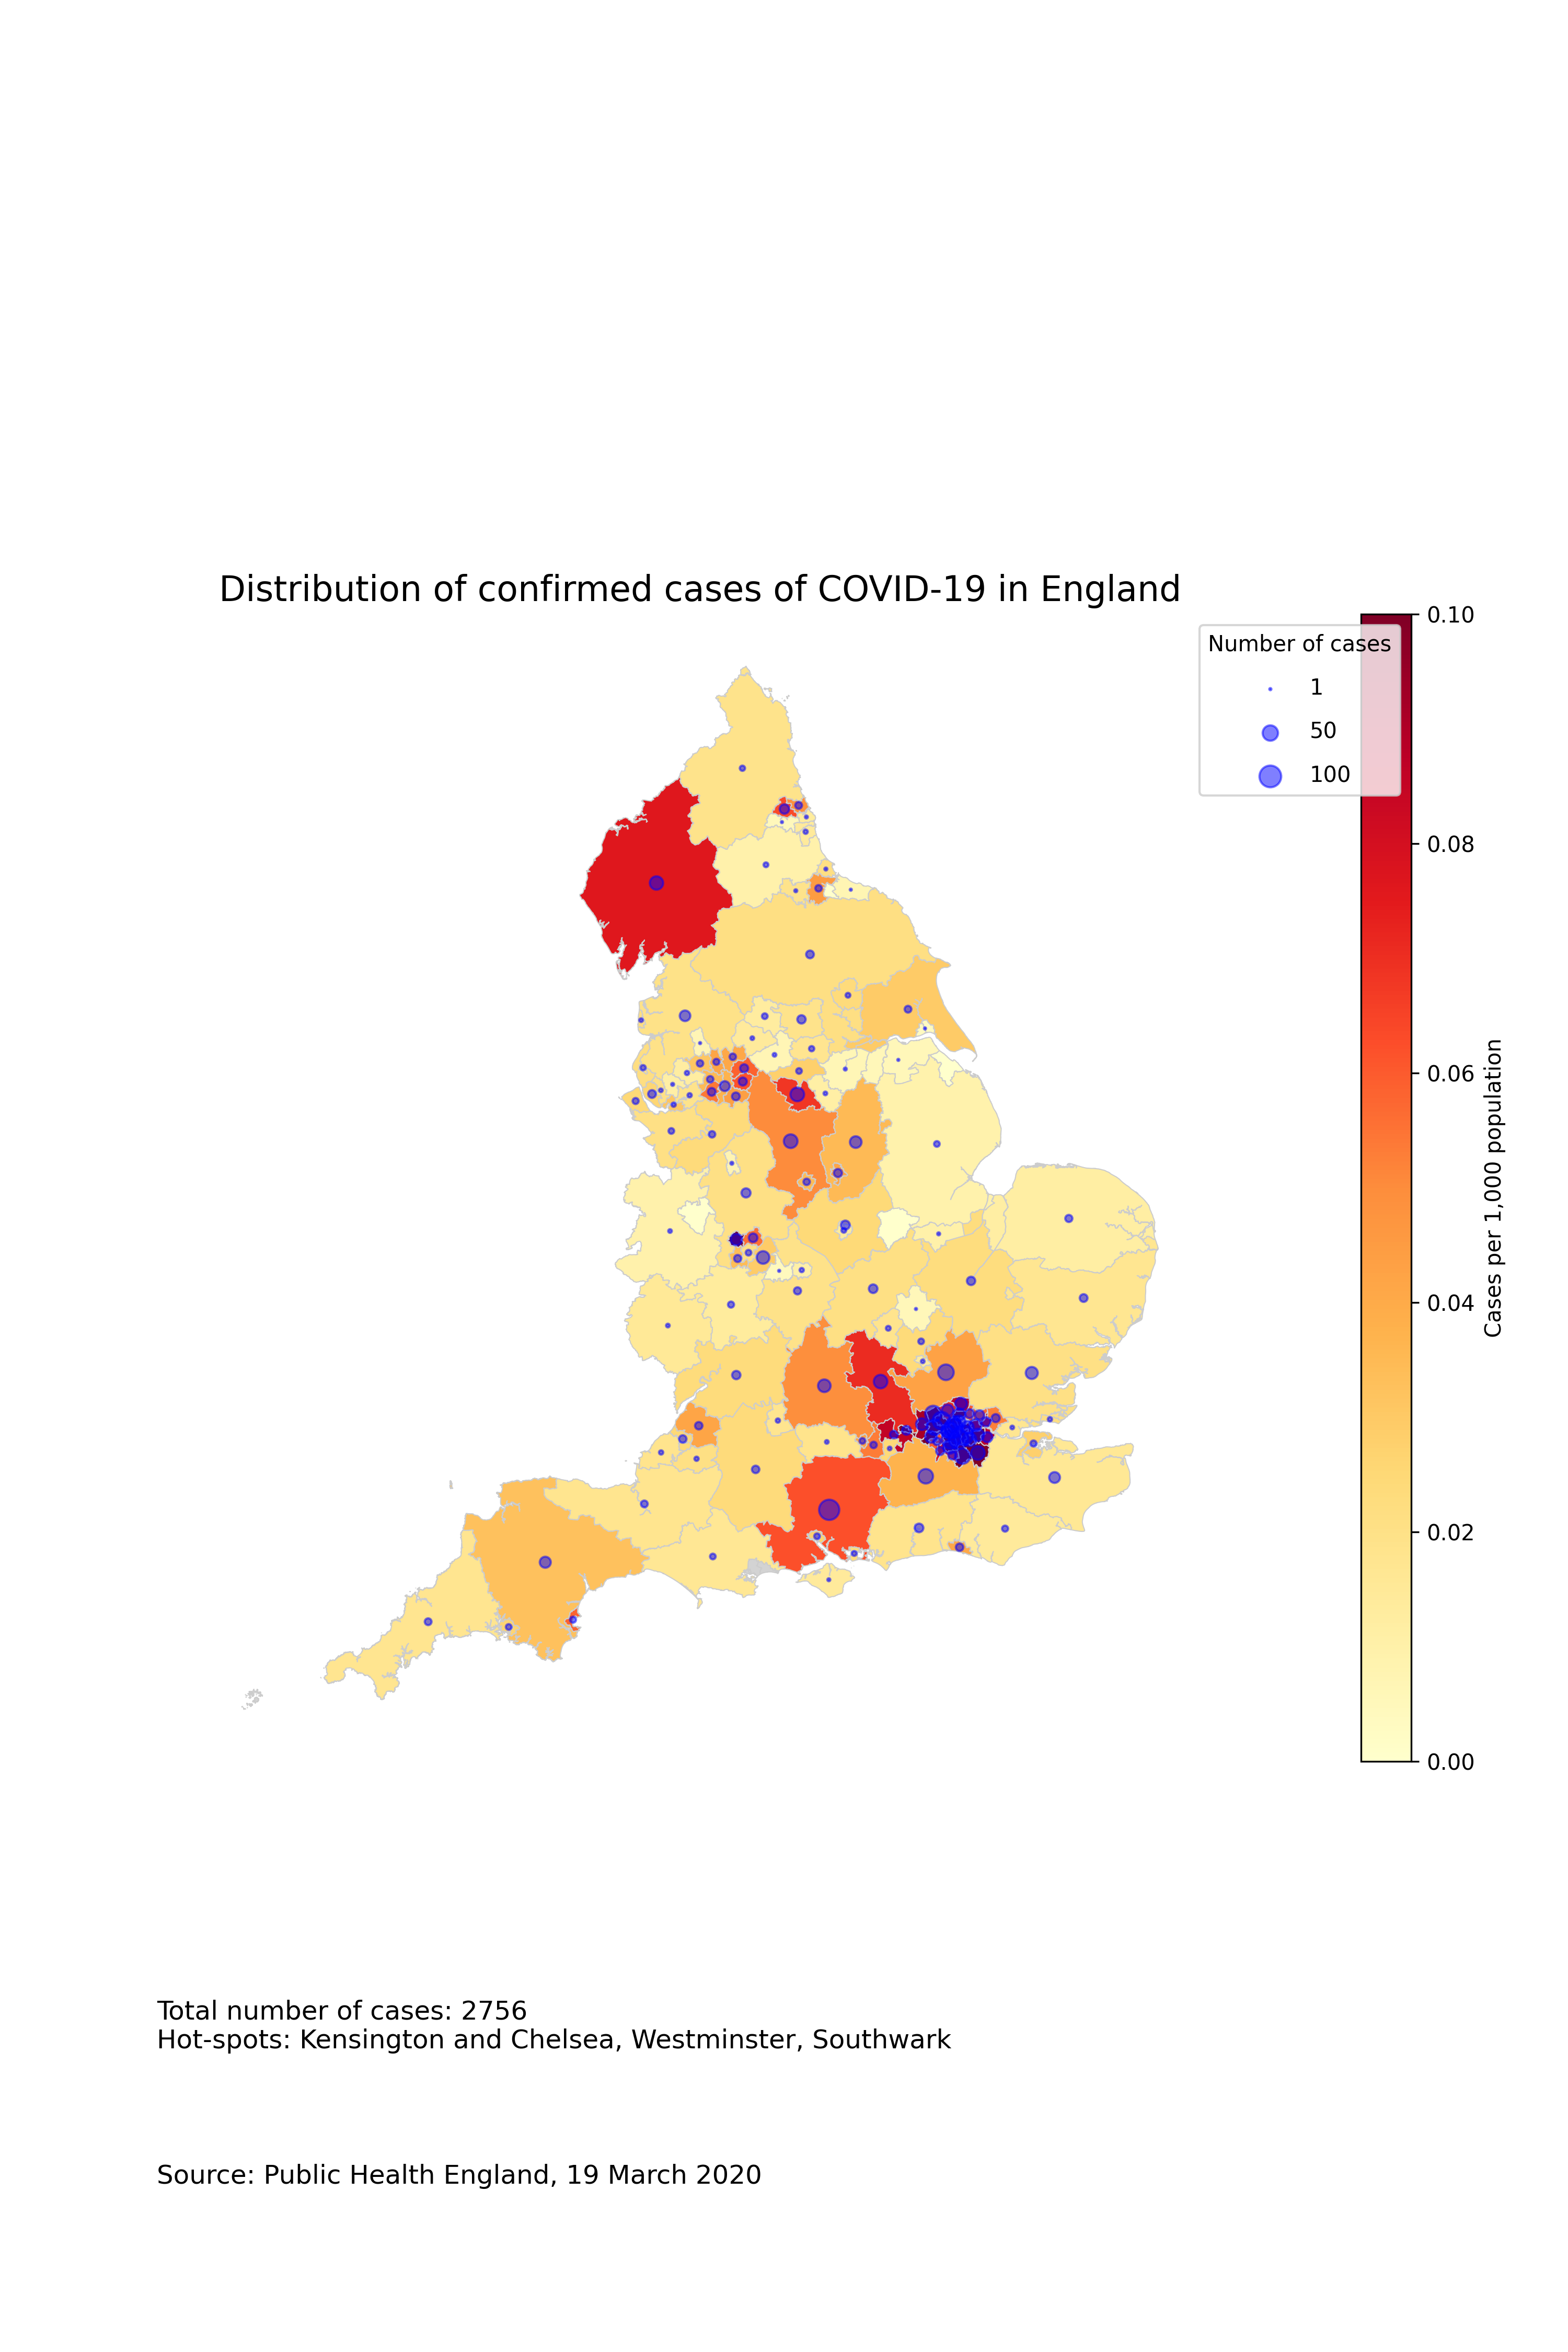 Distribution of confirmed cases of COVID-19 in England
Number of cases
1
50
100
0.10
0.08
0.06
0.04
0.02
0.00
Cases per 1,000 population
Total number of cases: 2756
Hot-spots: Kensington and Chelsea, Westminster, Southwark
Source: Public Health England, 19 March 2020